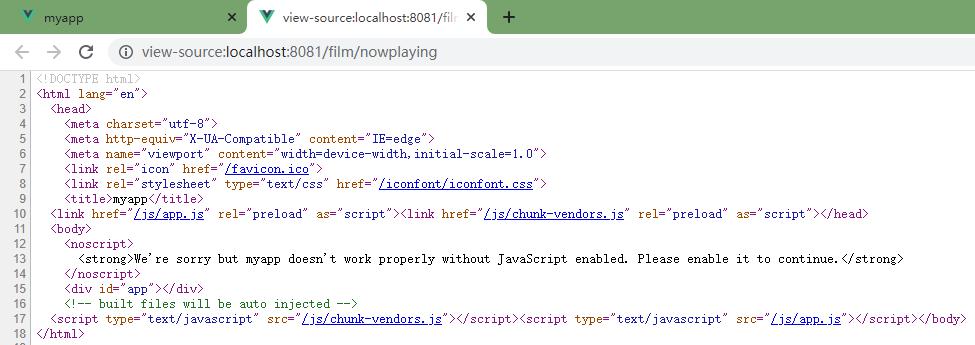 myapp
view-source:localhost:8081/fil
view-source:localhost:8081/film/nowplaying
1 <!DOCTYPE html>
2 <html lang="en">
3 <head>
4 <meta charset="utf-8">
5 <meta http-equiv="X-UA-Compatible" content="IE=edge">
6 <meta name="viewport" content="width=device-width,initial-scale=1.0">
7 <link rel="icon" href="/favicon.ico">
8 <link rel="stylesheet" type="text/css" href="/iconfont/iconfont.css">
9 <title>myapp</title>
10 <link href="/js/app.js" rel="preload" as="script"><link href="/js/chunk-vendors.js" rel="preload" as="script"></head>
11 <body>
12 <noscript>
13 <strong>We're sorry but myapp doesn't work properly without JavaScript enabled. Please enable it to continue.</strong>
14 </noscript>
15 <div id="app"></div>
16 <!-- built files will be auto injected -->
17 <script type="text/javascript" src="/js/chunk-vendors.js"></script><script type="text/javascript" src="/js/app.js"></script></body>
18 </html>